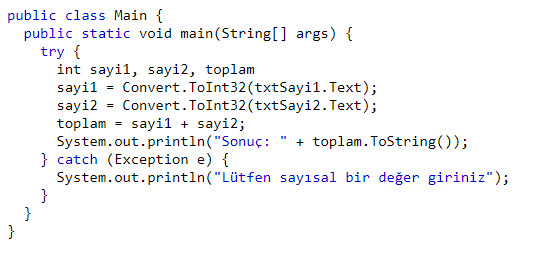 public class Main {
public static void main(String[] args) {
try {
int sayi1, sayi2, toplam
sayi1 = Convert.ToInt32(txtSayi1.Text);
sayi2 = Convert.ToInt32(txtSayi2.Text);
toplam = sayi1 + sayi2;
System.out.println("Sonuç: " + toplam.ToString());
} catch (Exception e) {
System.out.println("Lütfen sayısal bir değer giriniz");
}
}
}